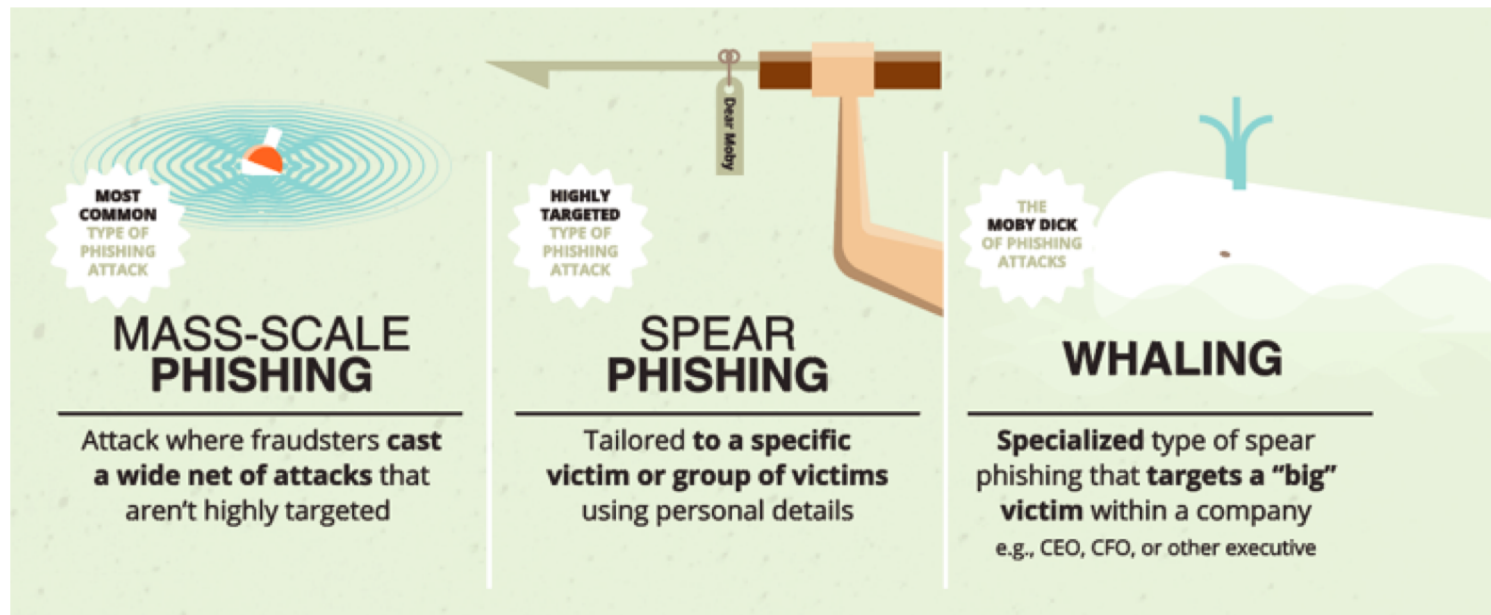 MOST
COMMON
TYPE OF
PHISHING
ATTACK
MASS-SCALE
PHISHING
Attack where fraudsters cast
a wide net of attacks that
aren't highly targeted
Dear Moby
HIGHLY
TARGETED
TYPE OF
PHISHING
ATTACK
SPEAR
PHISHING
Tailored to a specific
victim or group of victims
using personal details
THE
MOBY DICK
OF PHISHING
ATTACKS
WHALING
Specialized type of spear
phishing that targets a “big”
victim within a company
e.g., CEO, CFO, or other executive